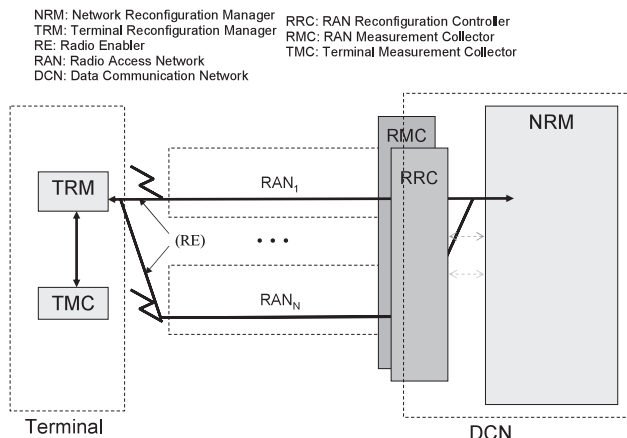 NRM: Network Reconfiguration Manager
TRM: Terminal Reconfiguration Manager
RE: Radio Enabler
RAN: Radio Access Network
DCN: Data Communication Network
RRC: RAN Reconfiguration Controller
RMC: RAN Measurement Collector
TMC: Terminal Measurement Collector
RMC
NRM
TRM
RAN1
RRC
(RE)
...
TMC
RANN
Terminal
DCN